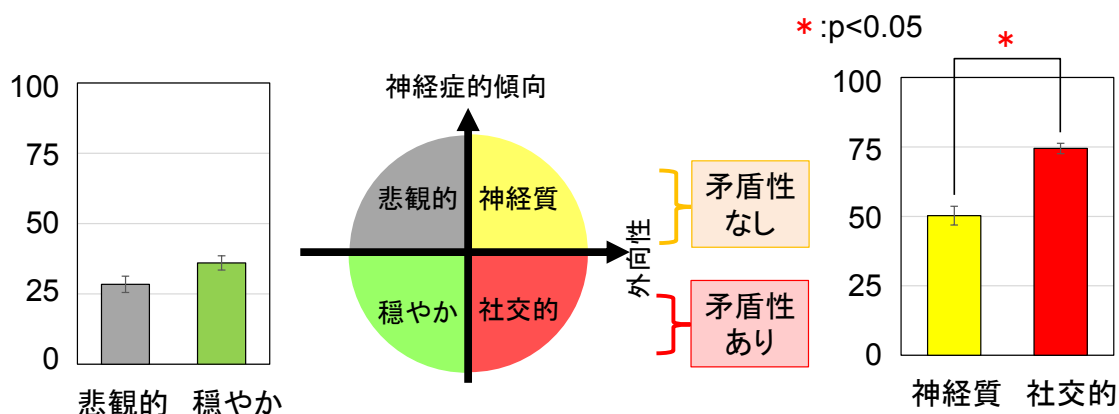 *:p<0.05
*
100
75
50
25
0
悲観的
穏やか
神経症的傾向
悲観的
神経質
穏やか
社交的
外向性
矛盾性
なし
矛盾性
あり
100
75
50
25
0
神経質
社交的